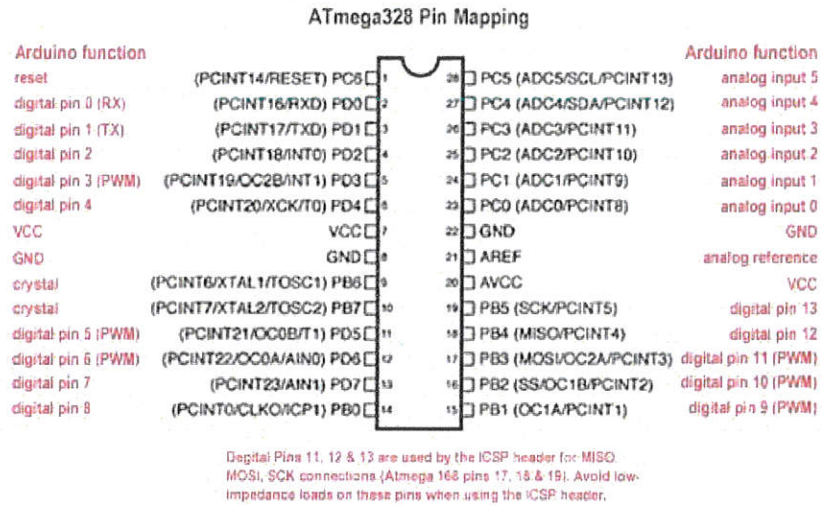 ATmega328 Pin Mapping
Arduino function Arduino function
reset (PCINT14/RESET) PC6 1 28 PC5 (ADC5/SCL/PCINT13) analog input 5
digital pin 0 (RX) (PCINT16/RXD) PD0 2 27 PC4 (ADC4/SDA/PCINT12) analog input 4
digital pin 1 (TX) (PCINT17/TXD) PD1 3 26 PC3 (ADC3/PCINT11) analog input 3
digital pin 2 (PCINT18/INT0) PD2 4 25 PC2 (ADC2/PCINT10) analog input 2
digital pin 3 (PWM) (PCINT19/OC2B/INT1) PD3 5 24 PC1 (ADC1/PCINT9) analog input 1
digital pin 4 (PCINT20/XCK/T0) PD4 6 23 PC0 (ADC0/PCINT8) analog input 0
VCC VCC 7 22 GND GND
GND GND 8 21 AREF analog reference
crystal (PCINT6/XTAL1/TOSC1) PB6 9 20 AVCC VCC
crystal (PCINT7/XTAL2/TOSC2) PB7 10 19 PB5 (SCK/PCINT5) digital pin 13
digital pin 5 (PWM) (PCINT21/OC0B/T1) PD5 11 18 PB4 (MISO/PCINT4) digital pin 12
digital pin 6 (PWM) (PCINT22/OC0A/AIN0) PD6 12 17 PB3 (MOSI/OC2A/PCINT3) digital pin 11 (PWM)
digital pin 7 (PCINT23/AIN1) PD7 13 16 PB2 (SS/OC1B/PCINT2) digital pin 10 (PWM)
digital pin 8 (PCINT0/CLKO/ICP1) PB0 14 15 PB1 (OC1A/PCINT1) digital pin 9 (PWM)
Degital Pins 11, 12 & 13 are used by the ICSP header for MISO.
MOSI, SCK connections (Atmega 168 pins 17, 18 & 19). Avoid low-
impedance loads on these pins when using the ICSP header.